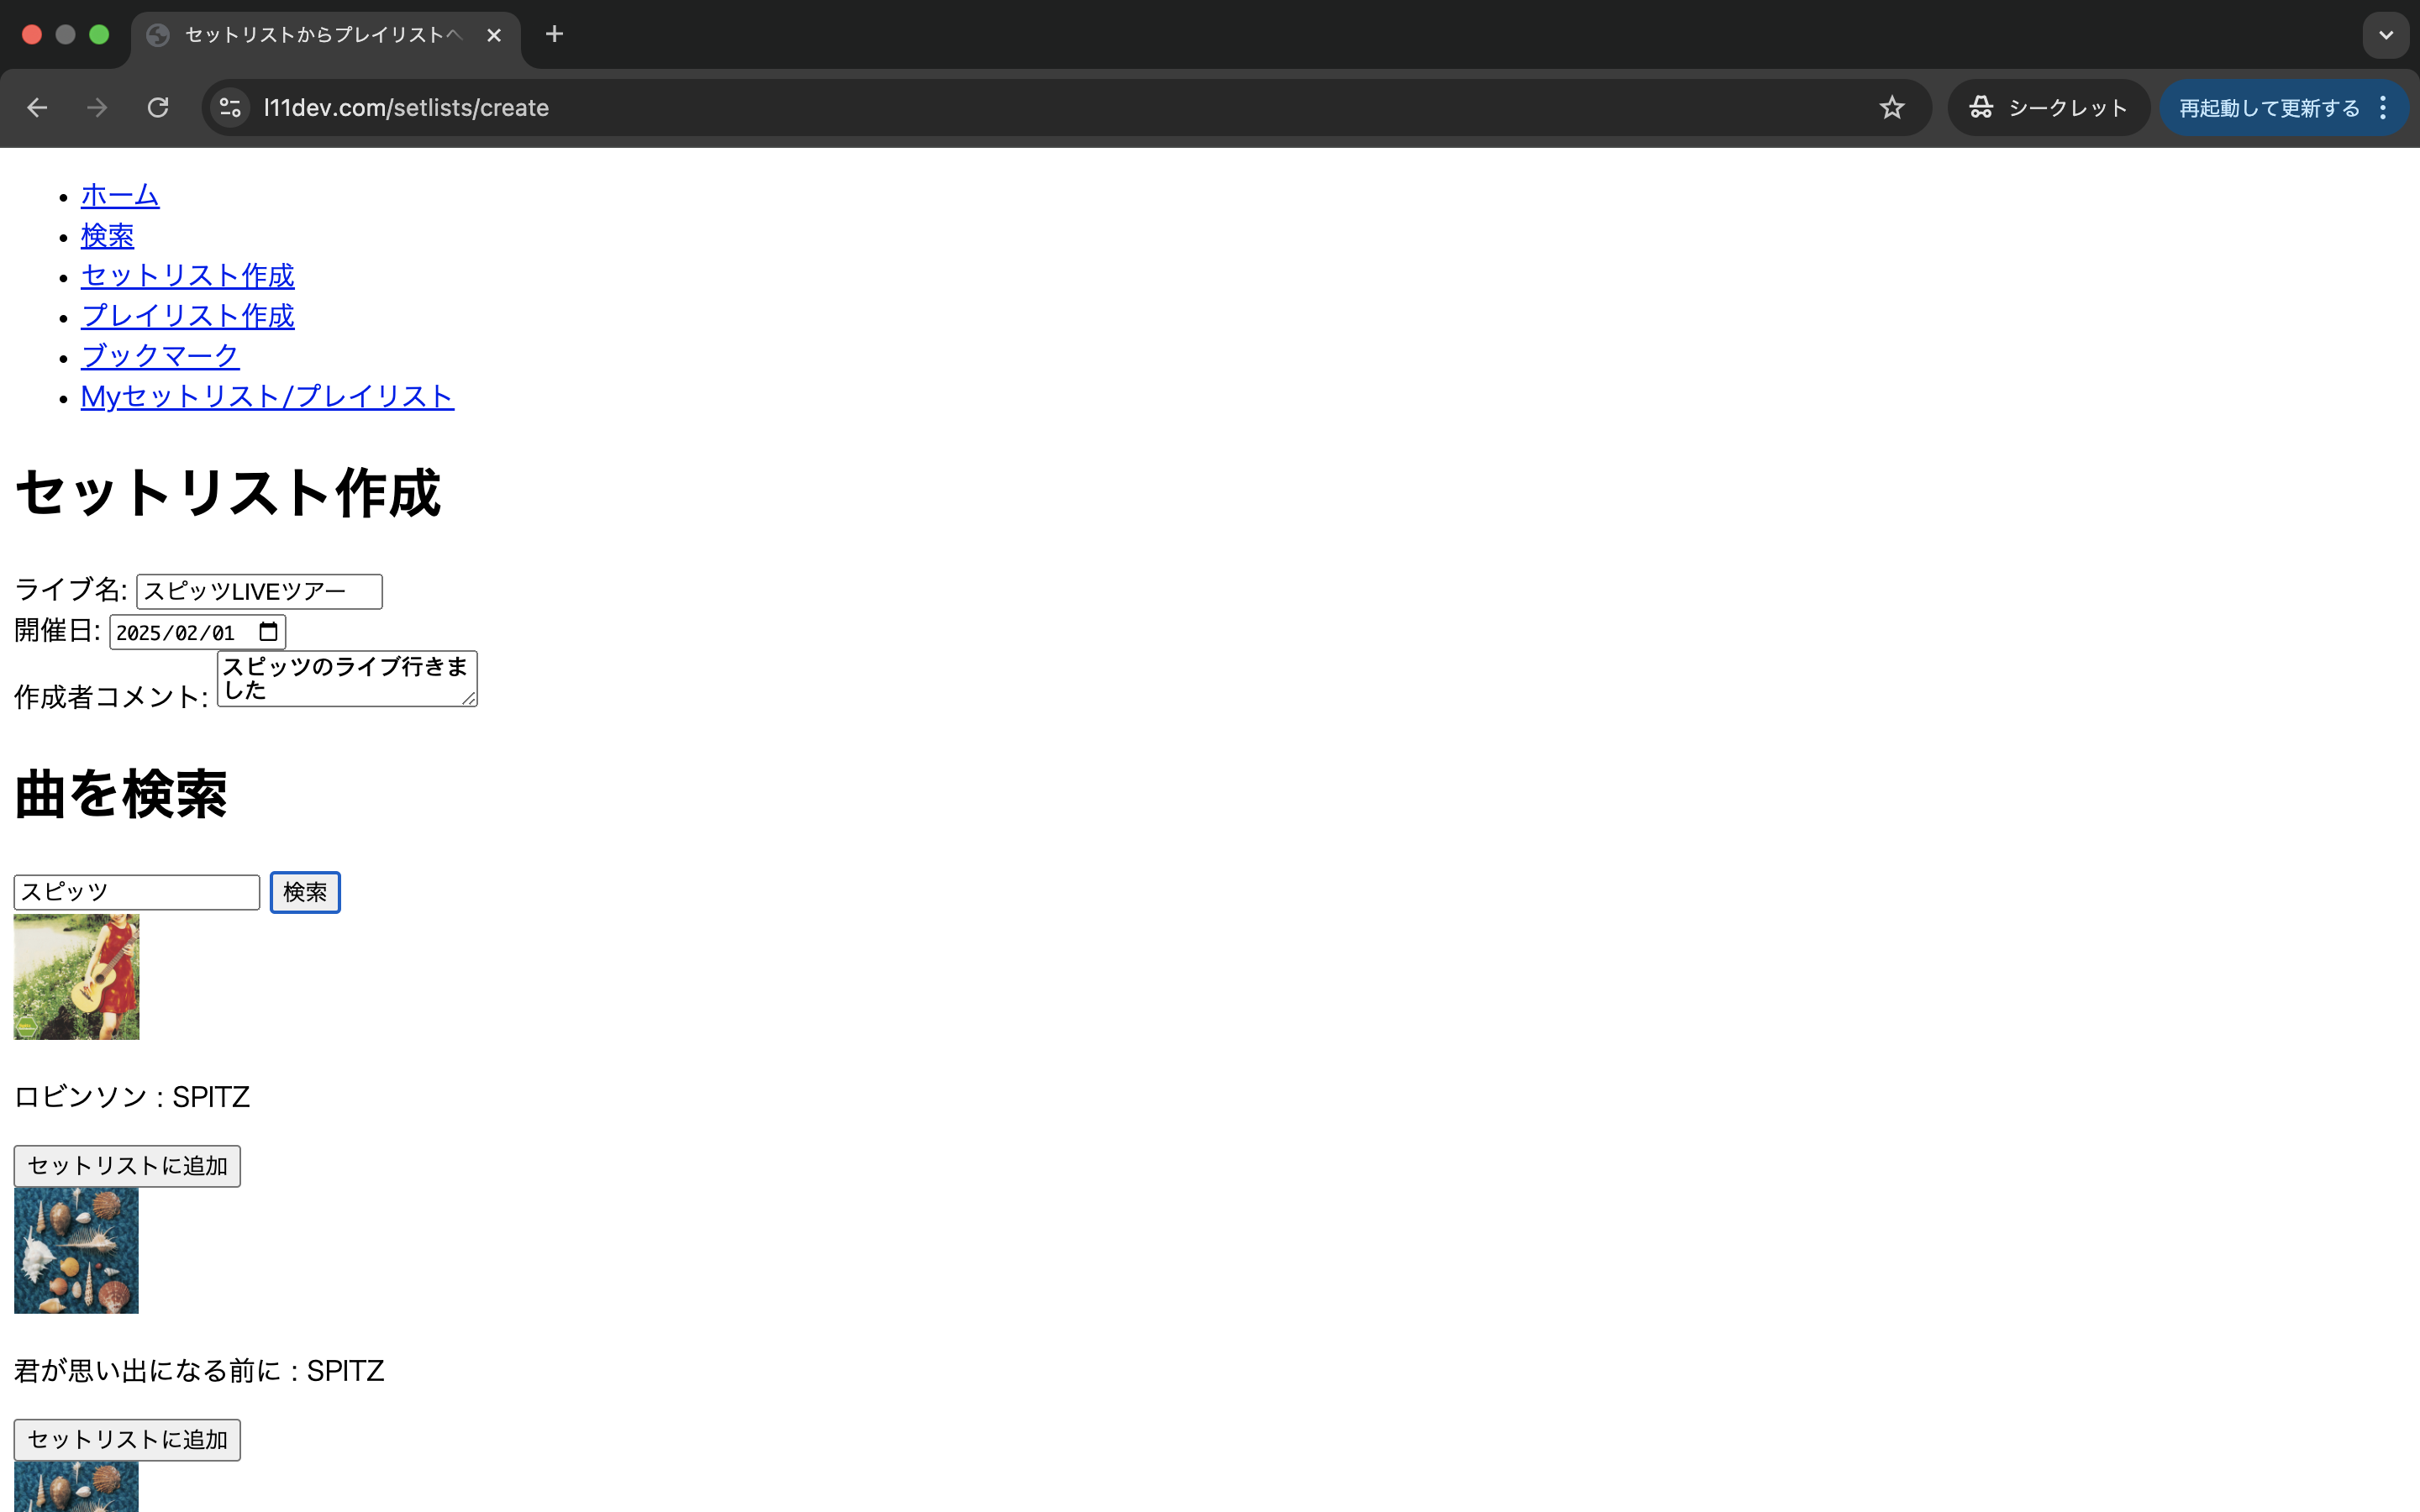 セットリストからプレイリストへ
l11dev.com/setlists/create
シークレット
再起動して更新する
ホーム
検索
セットリスト作成
プレイリスト作成
ブックマーク
Myセットリスト/プレイリスト
セットリスト作成
ライブ名: スピッツLIVEツアー
開催日: 2025/02/01
作成者コメント: スピッツのライブ行きま
した
曲を検索
スピッツ 検索
ロビンソン : SPITZ
セットリストに追加
君が思い出になる前に : SPITZ
セットリストに追加